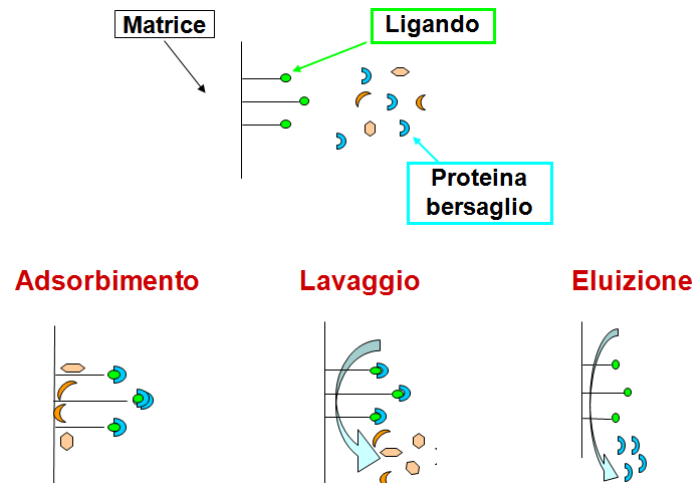 Matrice
Ligando
Proteina
bersaglio
Adsorbimento
Lavaggio
Eluizione